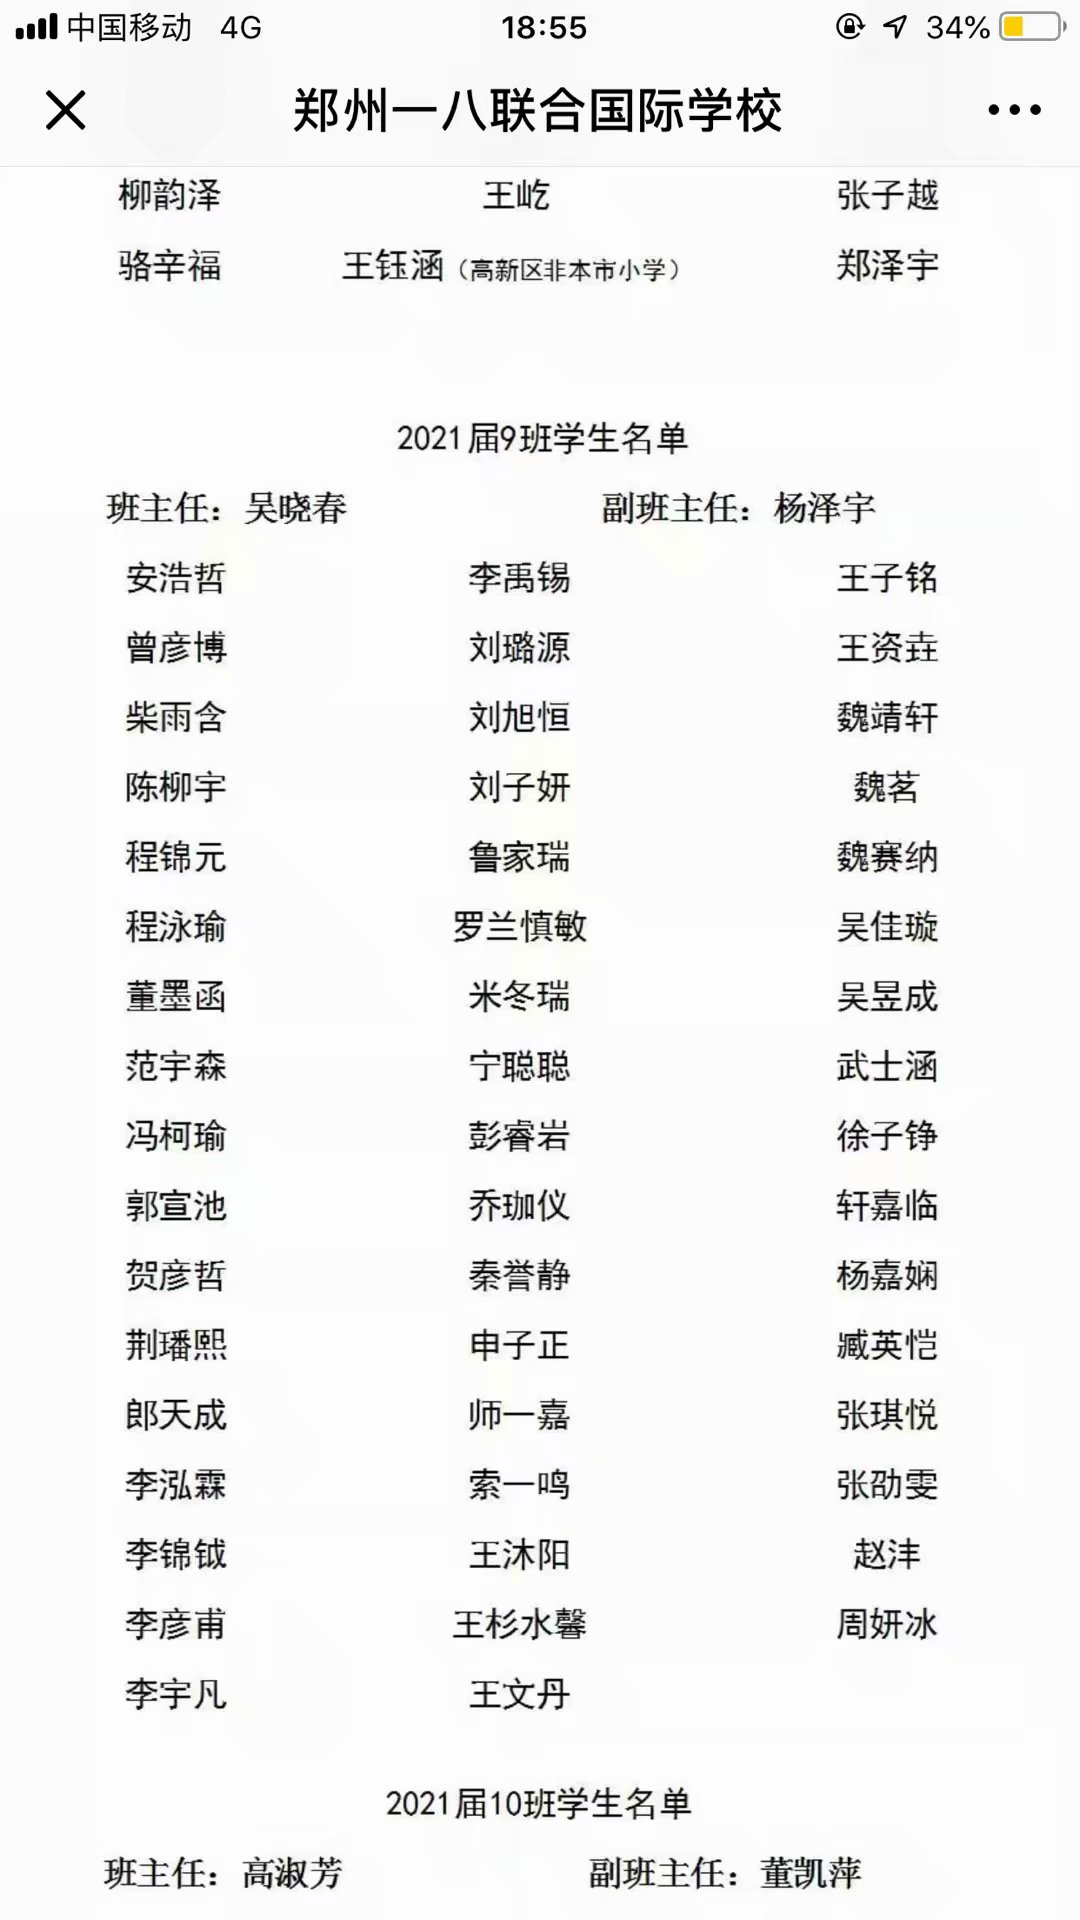 中国移动 4G 18:55 34%
郑州一八联合国际学校
柳韵泽 王屹 张子越
骆辛福 王钰涵（高新区非本市小学） 郑泽宇
2021届9班学生名单
班主任：吴晓春 副班主任：杨泽宇
安浩哲 李禹锡 王子铭
曾彦博 刘璐源 王资垚
柴雨含 刘旭恒 魏靖轩
陈柳宇 刘子妍 魏茗
程锦元 鲁家瑞 魏赛纳
程泳瑜 罗兰慎敏 吴佳璇
董墨函 米冬瑞 吴昱成
范宇森 宁聪聪 武士涵
冯柯瑜 彭睿岩 徐子铮
郭宣池 乔珈仪 轩嘉临
贺彦哲 秦誉静 杨嘉娴
荆璠熙 申子正 臧英恺
郎天成 师一嘉 张琪悦
李泓霖 索一鸣 张劭雯
李锦钺 王沐阳 赵沣
李彦甫 王杉水馨 周妍冰
李宇凡 王文丹
2021届10班学生名单
班主任：高淑芳 副班主任：董凯萍